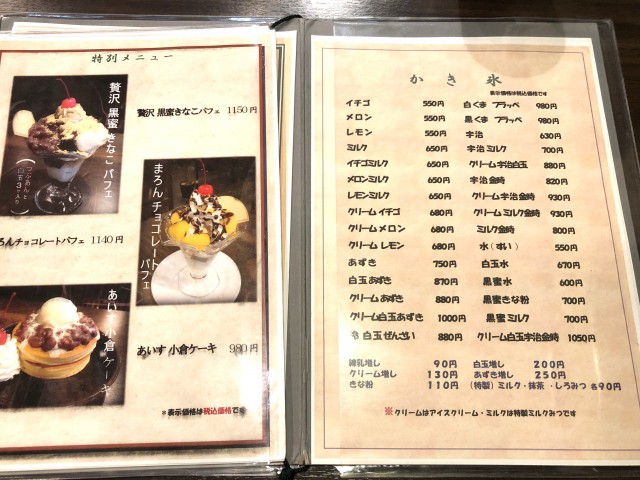 特別メニュー
贅沢 黒蜜きなこパフェ
(つぶあんと白玉3ヶ入り)
贅沢 黒蜜きなこパフェ 1150円
まろんチョコレートパフェ
ろんチョコレートパフェ 1140円
あいす小倉ケーキ
あいす 小倉ケーキ 980円
*表示価格は税込価格です
かき氷
表示価格は税込価格です
イチゴ 550円 白くま フラッペ 980円
メロン 550円 黒くま フラッペ 980円
レモン 550円 宇治 630円
ミルク 650円 宇治ミルク 700円
イチゴミルク 650円 クリーム宇治白玉 880円
メロンミルク 650円 宇治金時 820円
レモンミルク 650円 クリーム宇治金時 930円
クリームイチゴ 680円 クリームミルク金時 930円
クリームメロン 680円 ミルク金時 800円
クリームレモン 680円 水(すい) 550円
あずき 750円 白玉水 670円
白玉あずき 870円 黒蜜水 600円
クリームあずき 880円 黒蜜きな粉 700円
クリーム白玉あずき 1000円 黒蜜ミルク 700円
冷 白玉ぜんざい 880円 クリーム白玉宇治金時 1050円
練乳増し 90円 白玉増し 200円
クリーム増し 130円 あずき増し 250円
きな粉 110円 (特製)ミルク・抹茶・しろみつ 各90円
※クリームはアイスクリーム・ミルクは特製ミルクみつです